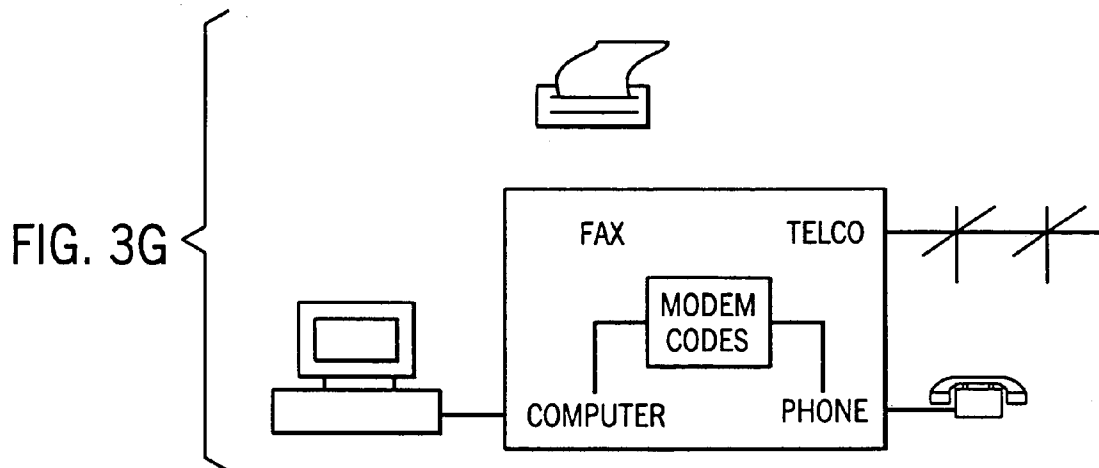 FIG. 3G
FAX
TELCO
MODEM
CODES
COMPUTER
PHONE